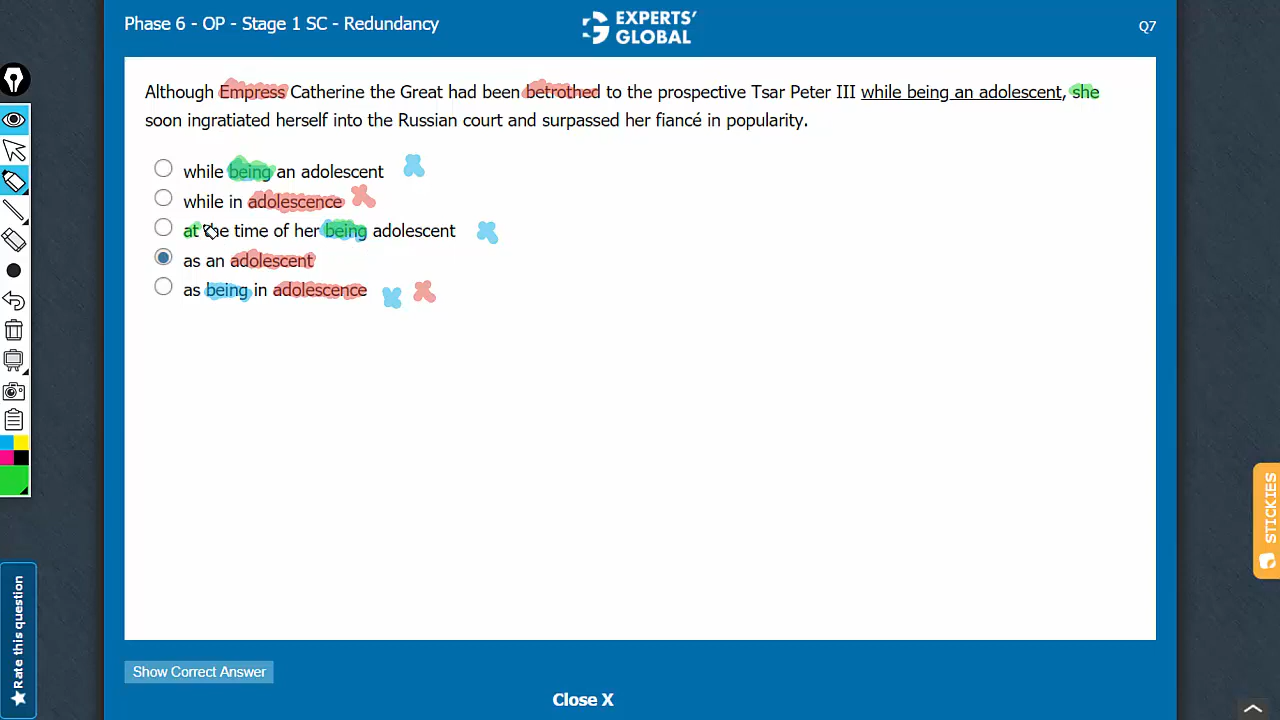 Phase 6 - OP - Stage 1 SC - Redundancy
EXPERTS'
GLOBAL
Q7
Although Empress Catherine the Great had been betrothed to the prospective Tsar Peter III while being an adolescent, she
soon ingratiated herself into the Russian court and surpassed her fiancé in popularity.
while being an adolescent
while in adolescence
at the time of her being adolescent
as an adolescent
as being in adolescence
STICKIES
Rate this question
Show Correct Answer
Close X